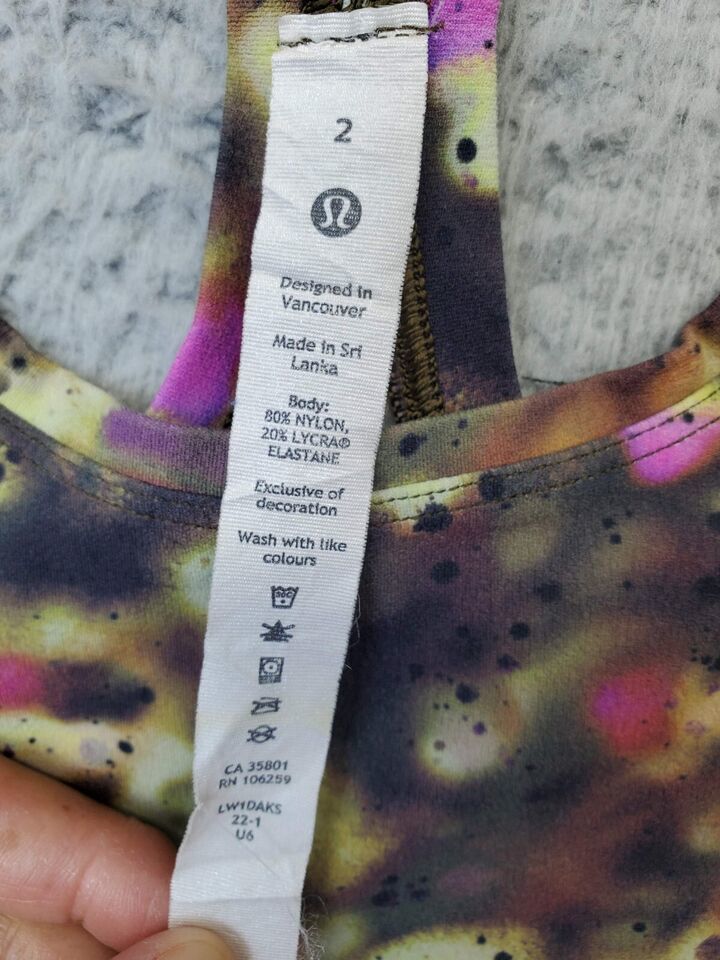 2
Designed in
Vancouver
Made in Sri
Lanka
Body:
80% NYLON,
20% LYCRA®
ELASTANE
Exclusive of
decoration
Wash with like
colours
30C
CA 35801
RN 106259
LW1DAKS
22-1
U6